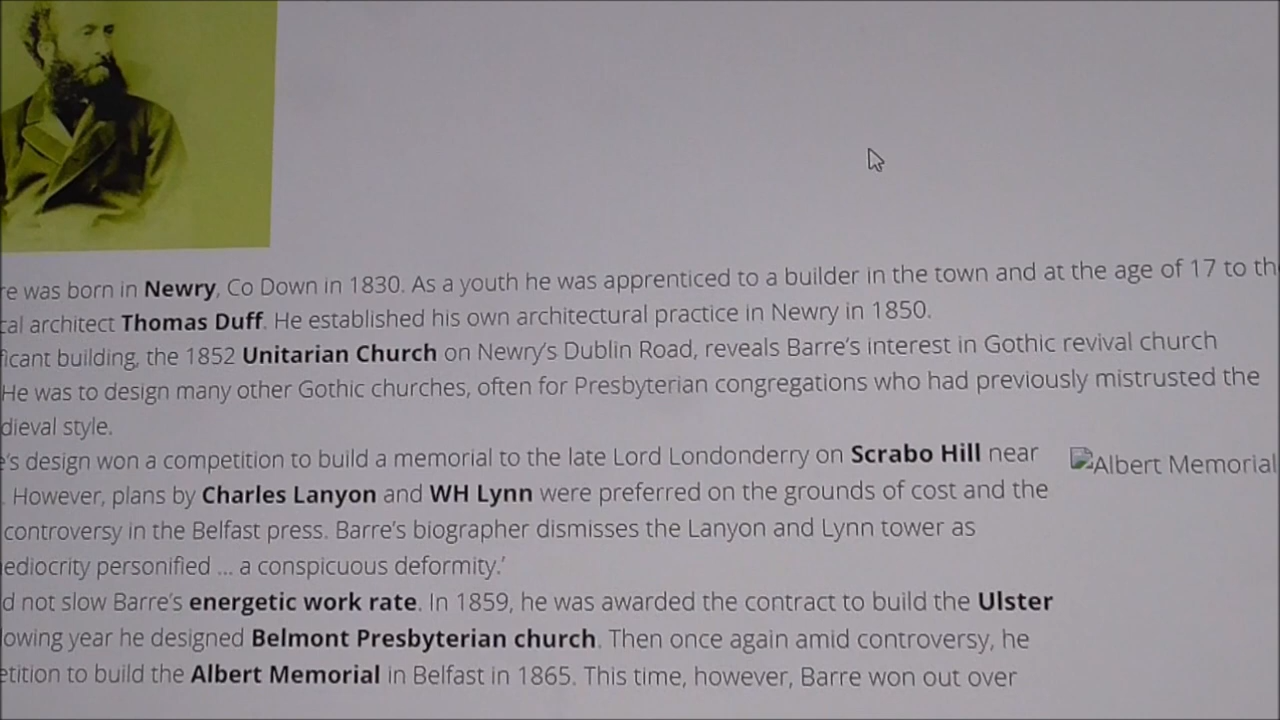 re was born in Newry, Co Down in 1830. As a youth he was apprenticed to a builder in the town and at the age of 17 to th
cal architect Thomas Duff. He established his own architectural practice in Newry in 1850.
ficant building, the 1852 Unitarian Church on Newry's Dublin Road, reveals Barre's interest in Gothic revival church
He was to design many other Gothic churches, often for Presbyterian congregations who had previously mistrusted the
dieval style.
e's design won a competition to build a memorial to the late Lord Londonderry on Scrabo Hill near
. However, plans by Charles Lanyon and WH Lynn were preferred on the grounds of cost and the
Albert Memorial
controversy in the Belfast press. Barre's biographer dismisses the Lanyon and Lynn tower as
ediocrity personified ... a conspicuous deformity.'
d not slow Barre's energetic work rate. In 1859, he was awarded the contract to build the Ulster
lowing year he designed Belmont Presbyterian church. Then once again amid controversy, he
etition to build the Albert Memorial in Belfast in 1865. This time, however, Barre won out over